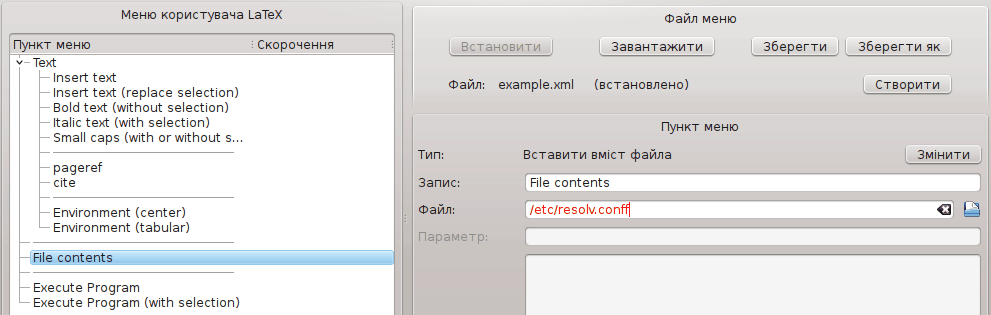 Меню користувача LaTeX
Пункт меню Скорочення
Text
Insert text
Insert text (replace selection)
Bold text (without selection)
Italic text (with selection)
Small caps (with or without s...
pageref
cite
Environment (center)
Environment (tabular)
File contents
Execute Program
Execute Program (with selection)
Файл меню
Встановити Завантажити Зберегти Зберегти як
Файл: example.xml (встановлено) Створити
Пункт меню
Тип: Вставити вміст файла Змінити
Запис: File contents
Файл: /etc/resolv.conff
Параметр: